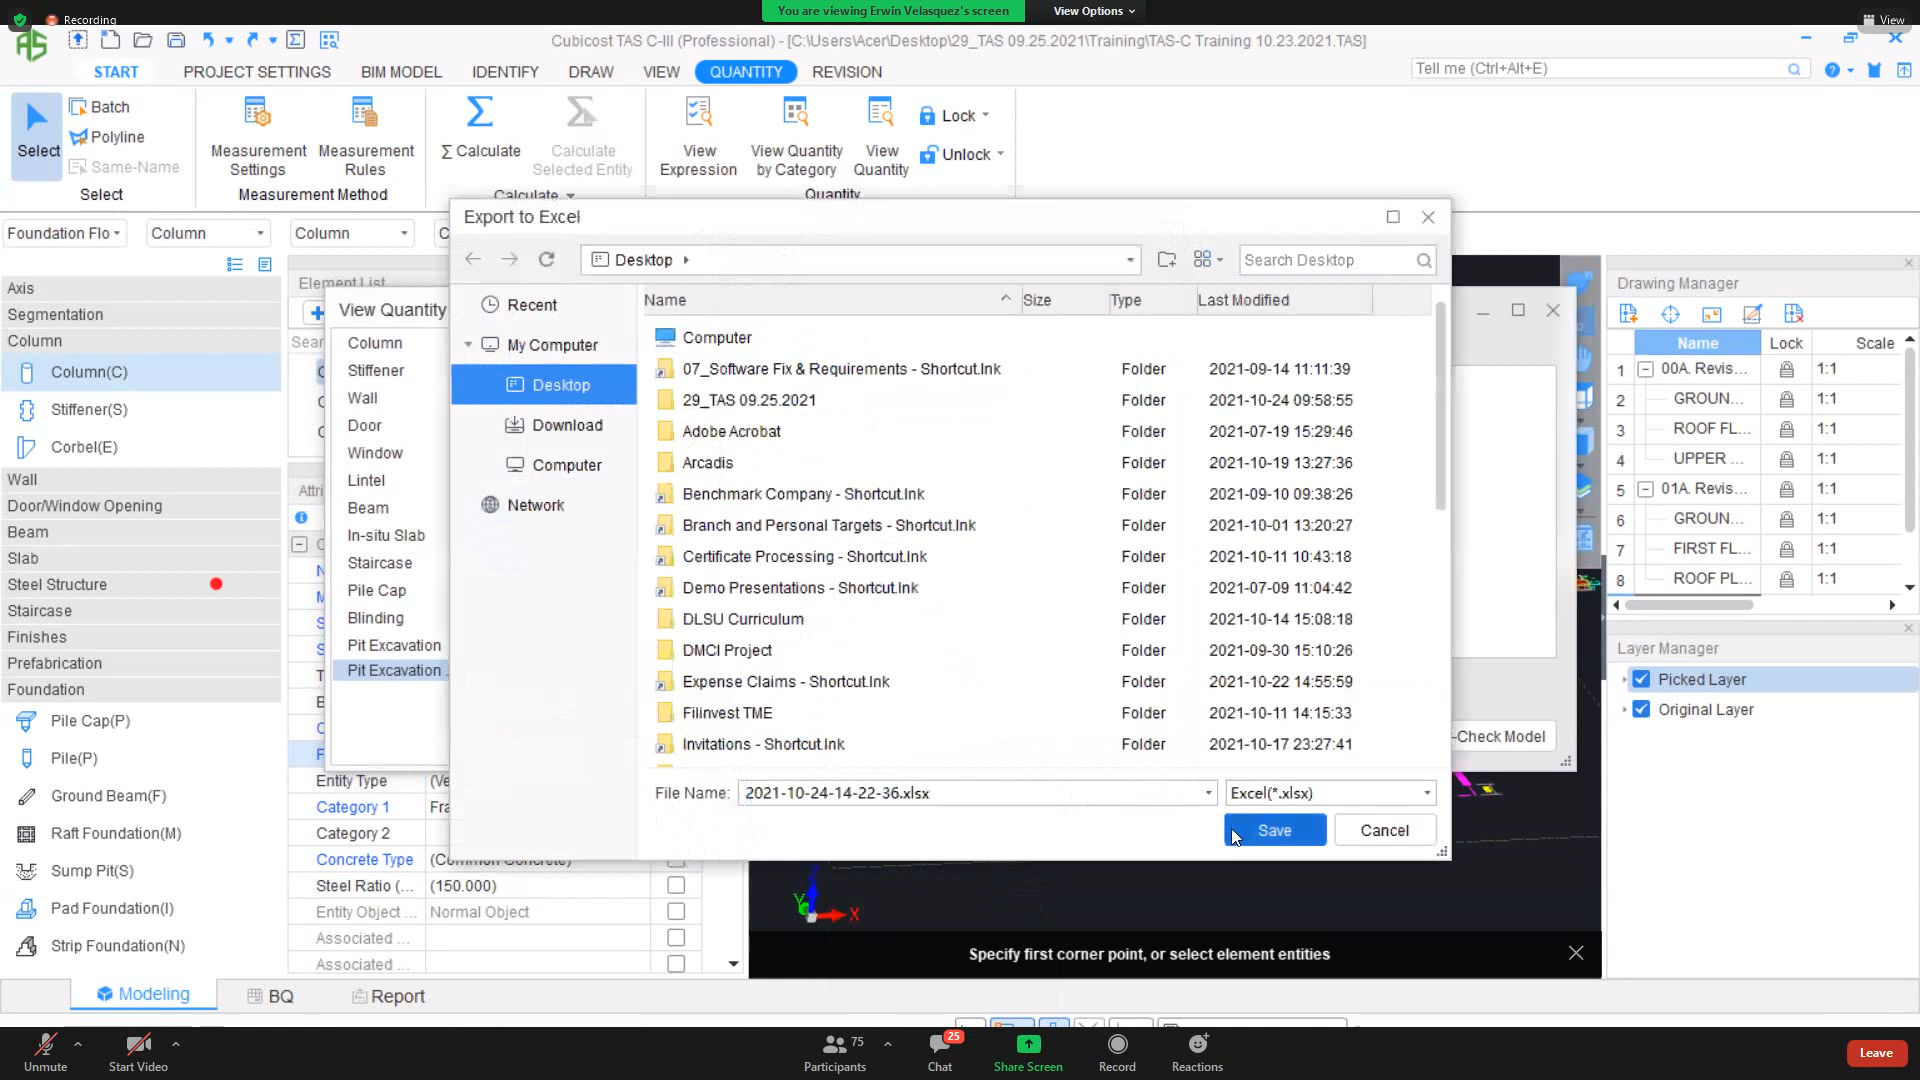 Recording
You are viewing Erwin Velasquez's screen
View Options
View
Cubicost TAS C-III (Professional) - [C:\Users\Acer\Desktop\29_TAS 09.25.2021\Training\TAS-C Training 10.23.2021.TAS]
START
PROJECT SETTINGS
BIM MODEL
IDENTIFY
DRAW
VIEW
QUANTITY
REVISION
Tell me (Ctrl+Alt+E)
Select
Batch
Polyline
Same-Name
Select
Measurement Settings
Measurement Rules
Measurement Method
Σ Calculate
Calculate Selected Entity
Calculate
View Expression
View Quantity by Category
View Quantity
Lock
Unlock
Quantity
Foundation Flo
Column
Column
Axis
Segmentation
Column
Column(C)
Stiffener(S)
Corbel(E)
Wall
Door/Window Opening
Beam
Slab
Steel Structure
Staircase
Finishes
Prefabrication
Foundation
Pile Cap(P)
Pile(P)
Ground Beam(F)
Raft Foundation(M)
Sump Pit(S)
Pad Foundation(I)
Strip Foundation(N)
Element List
View Quantity
Column
Stiffener
Wall
Door
Window
Lintel
Beam
In-situ Slab
Staircase
Pile Cap
Blinding
Pit Excavation
Pit Excavation
Entity Type
Category 1
Category 2
Concrete Type (Common Concrete)
Steel Ratio (... (150.000)
Entity Object ... Normal Object
Associated ...
Associated ...
Export to Excel
Desktop
Search Desktop
Recent
My Computer
Desktop
Download
Computer
Network
Name Size Type Last Modified
Computer
07_Software Fix & Requirements - Shortcut.lnk Folder 2021-09-14 11:11:39
29_TAS 09.25.2021 Folder 2021-10-24 09:58:55
Adobe Acrobat Folder 2021-07-19 15:29:46
Arcadis Folder 2021-10-19 13:27:36
Benchmark Company - Shortcut.lnk Folder 2021-09-10 09:38:26
Branch and Personal Targets - Shortcut.lnk Folder 2021-10-01 13:20:27
Certificate Processing - Shortcut.lnk Folder 2021-10-11 10:43:18
Demo Presentations - Shortcut.lnk Folder 2021-07-09 11:04:42
DLSU Curriculum Folder 2021-10-14 15:08:18
DMCI Project Folder 2021-09-30 15:10:26
Expense Claims - Shortcut.lnk Folder 2021-10-22 14:55:59
Filinvest TME Folder 2021-10-11 14:15:33
Invitations - Shortcut.lnk Folder 2021-10-17 23:27:41
File Name: 2021-10-24-14-22-36.xlsx
Excel(*.xlsx)
Save
Cancel
-Check Model
Drawing Manager
Name Lock Scale
1 00A. Revis... 1:1
2 GROUN... 1:1
3 ROOF FL... 1:1
4 UPPER ... 1:1
5 01A. Revis... 1:1
6 GROUN... 1:1
7 FIRST FL... 1:1
8 ROOF PL... 1:1
Layer Manager
Picked Layer
Original Layer
Y
X
Specify first corner point, or select element entities
Modeling
BQ
Report
Unmute
Start Video
75
Participants
25
Chat
Share Screen
Record
Reactions
Leave